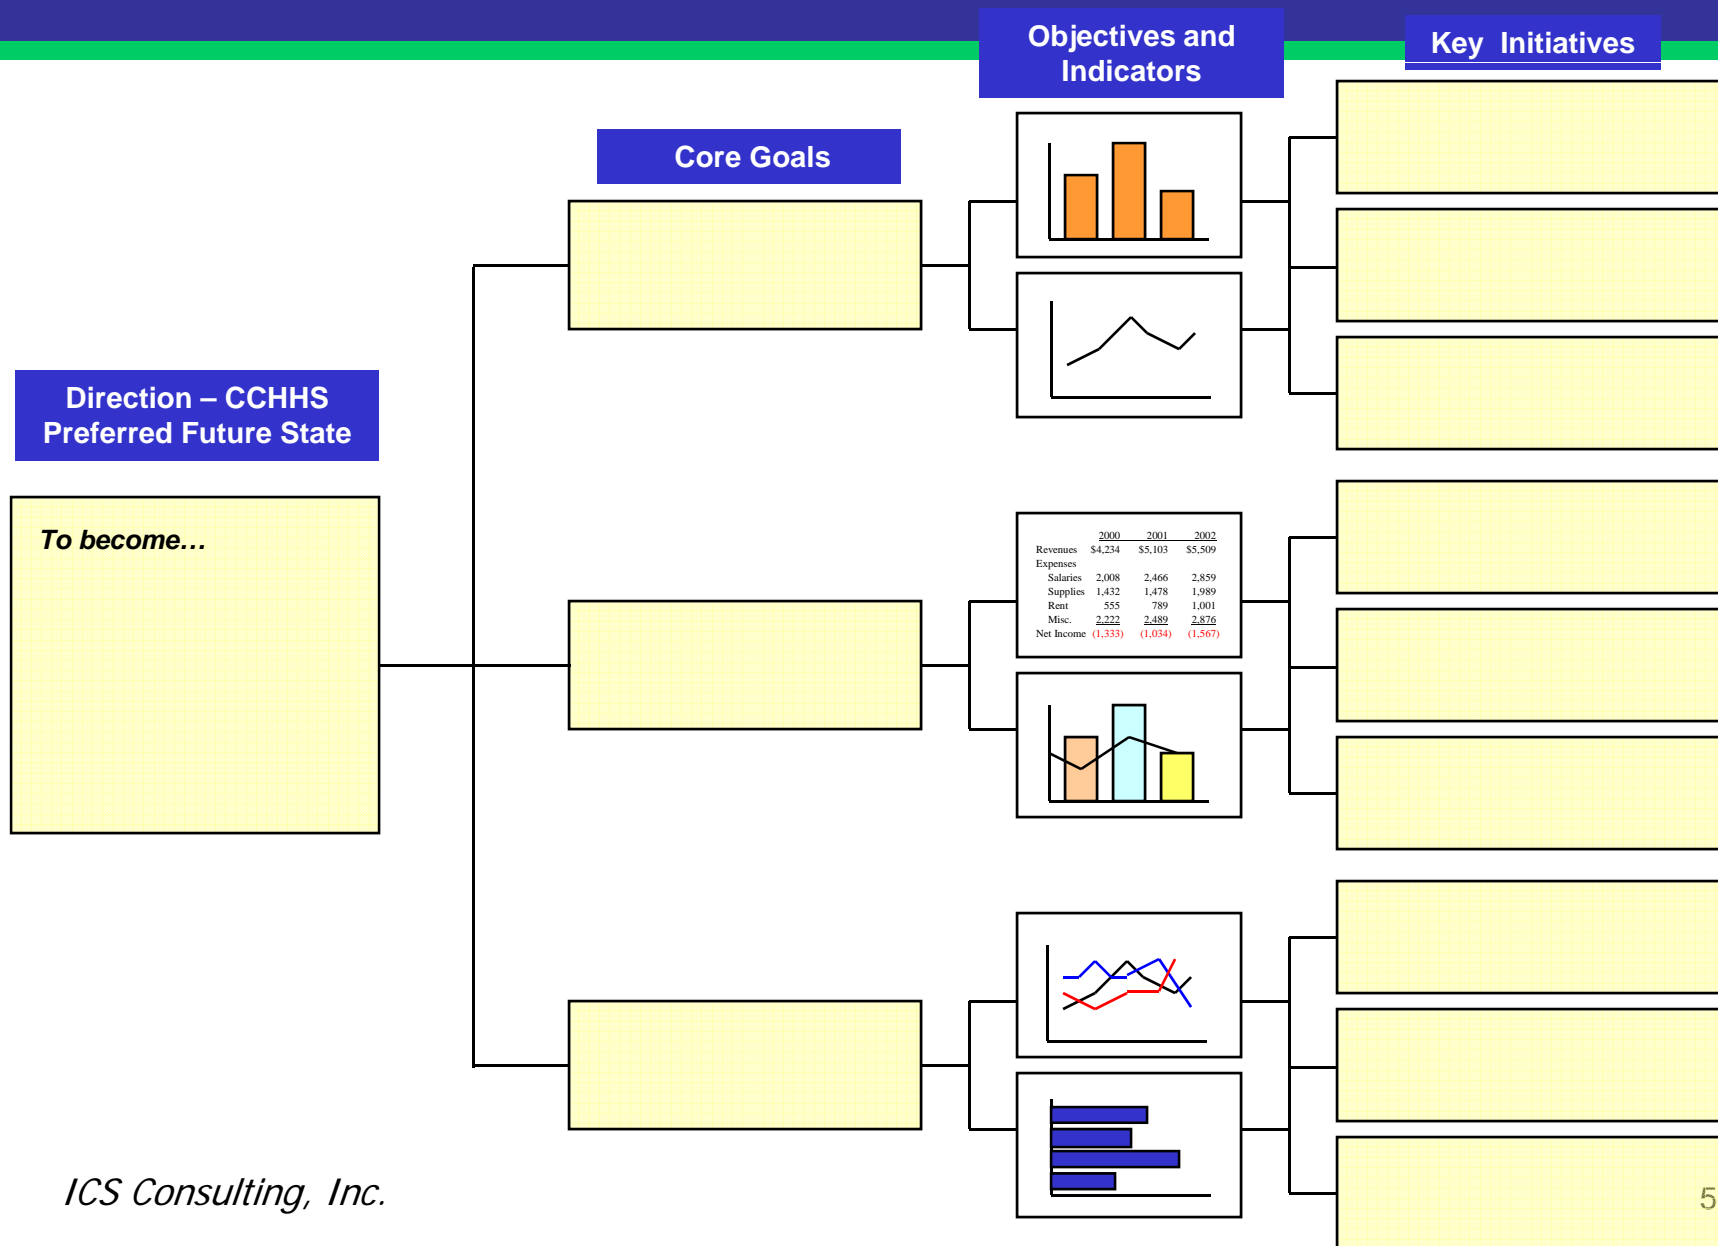 Objectives and
Indicators
Key Initiatives
Core Goals
Direction – CCHHS
Preferred Future State
To become…
2000 2001 2002
Revenues $4,234 $5,103 $5,509
Expenses
Salaries 2,008 2,466 2,859
Supplies 1,432 1,478 1,989
Rent 555 789 1,001
Misc. 2,222 2,489 2,876
Net Income (1,333) (1,034) (1,567)
ICS Consulting, Inc.
5